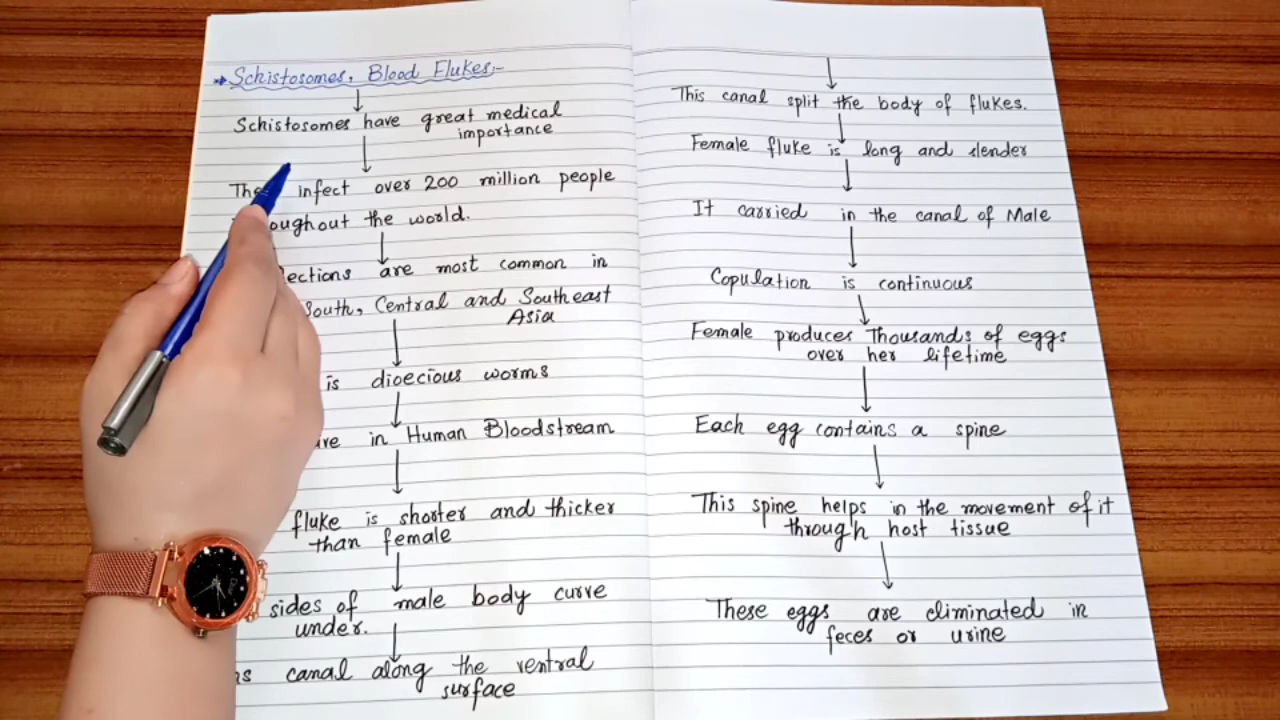 Schistosomes, Blood Flukes:-
Schistosomes have great medical
importance
infect over 200 million people
the world.
are most common in
South, Central and Southeast
Asia
is dioecious worms
in Human Bloodstream
fluke is shorter and thicker
than female
sides of male body curve
under.
canal along the ventral
surface
This canal split the body of flukes.
Female fluke is long and slender
It carried in the canal of Male
Copulation is continuous
Female produces Thousands of eggs
over her lifetime
Each egg contains a spine
This spine helps in the movement of it
through host tissue
These eggs are eliminated in
feces or urine